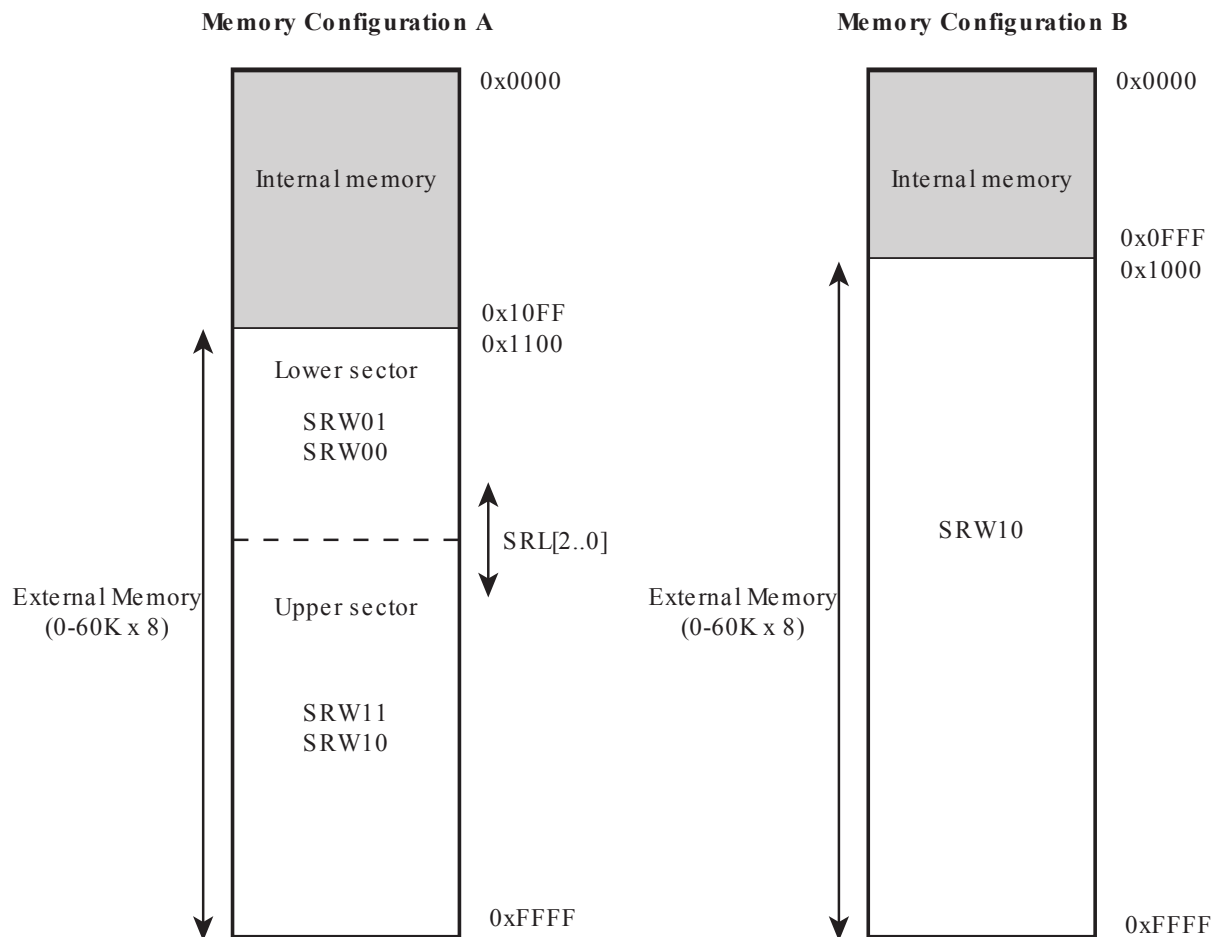 Memory Configuration A
0x0000
Internal memory
0x10FF
0x1100
Lower sector
SRW01
SRW00
SRL[2..0]
External Memory
(0-60K x 8)
Upper sector
SRW11
SRW10
0xFFFF
Memory Configuration B
0x0000
Internal memory
0x0FFF
0x1000
SRW10
External Memory
(0-60K x 8)
0xFFFF